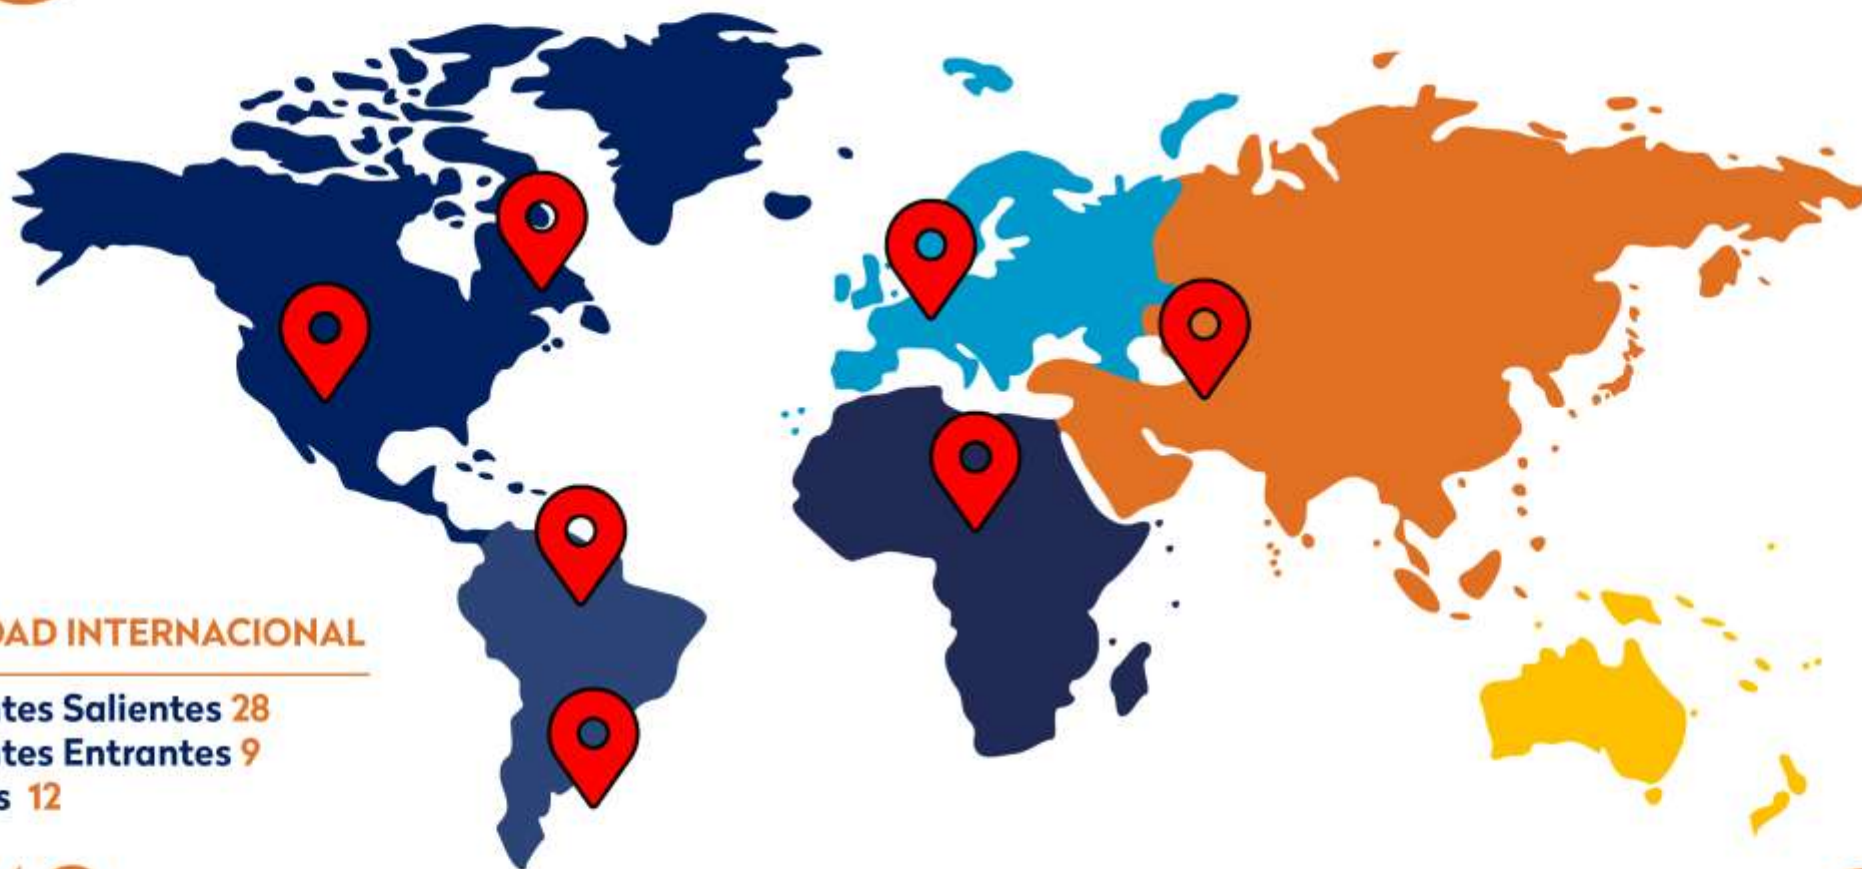 DAD INTERNACIONAL
tes Salientes 28
tes Entrantes 9
s 12